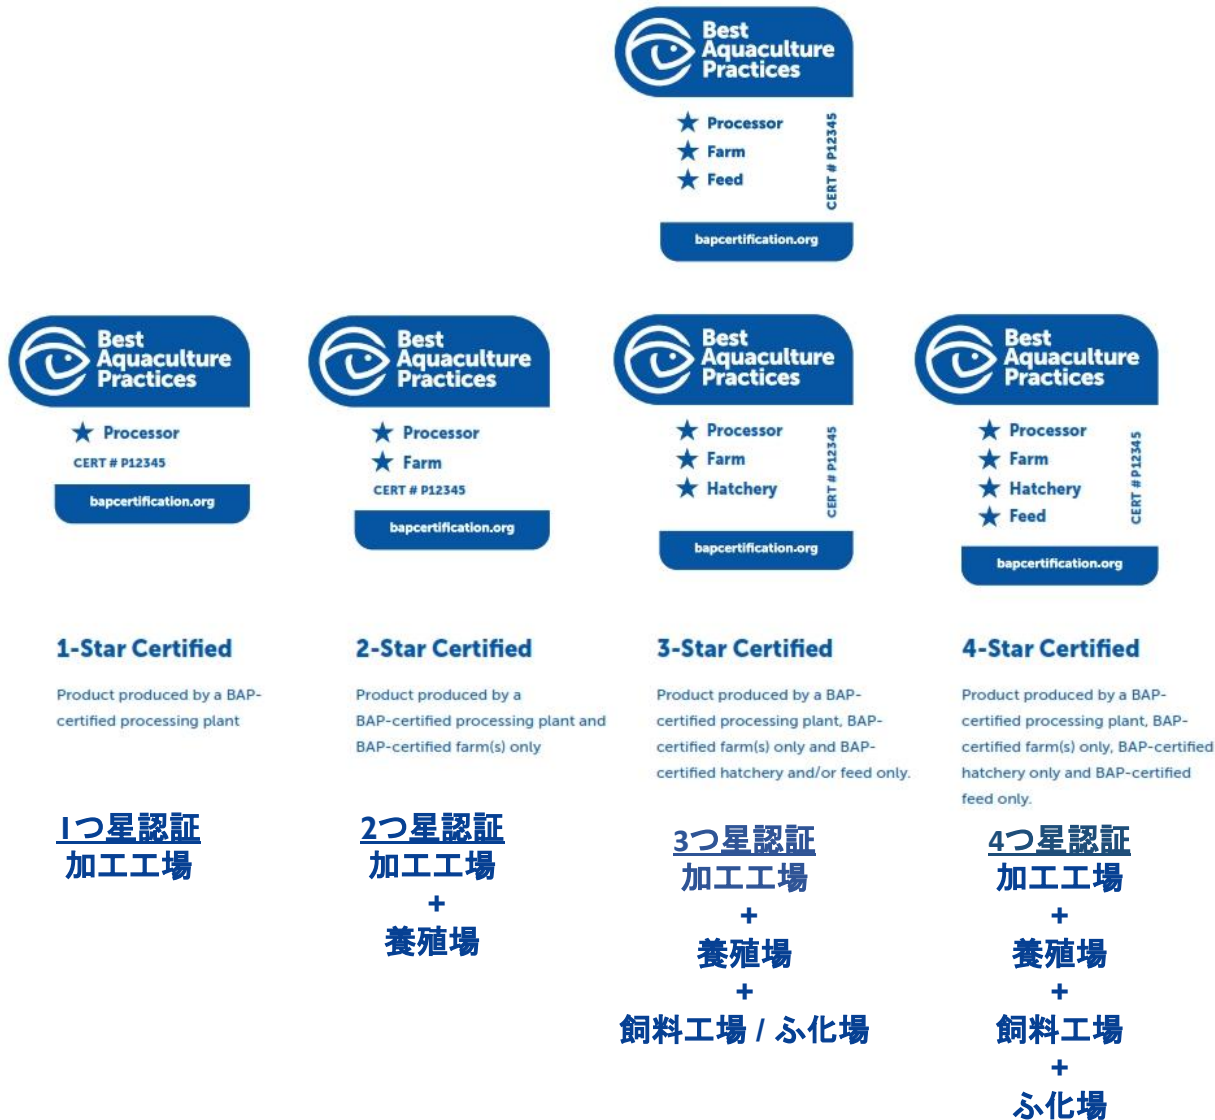 Best
Aquaculture
Practices
Processor
Farm
Feed
CERT # P12345
bapcertification.org
Best
Aquaculture
Practices
Processor
CERT # P12345
bapcertification.org
Best
Aquaculture
Practices
Processor
Farm
CERT # P12345
bapcertification.org
Best
Aquaculture
Practices
Processor
Farm
Hatchery
CERT # P12345
bapcertification.org
Best
Aquaculture
Practices
Processor
Farm
Hatchery
Feed
CERT # P12345
bapcertification.org
1-Star Certified
Product produced by a BAP-
certified processing plant
1つ星認証
加工工場
2-Star Certified
Product produced by a
BAP-certified processing plant and
BAP-certified farm(s) only
2つ星認証
加工工場
+
養殖場
3-Star Certified
Product produced by a BAP-
certified processing plant, BAP-
certified farm(s) only and BAP-
certified hatchery and/or feed only.
3つ星認証
加工工場
+
養殖場
+
飼料工場 / ふ化場
4-Star Certified
Product produced by a BAP-
certified processing plant, BAP-
certified farm(s) only, BAP-certified
hatchery only and BAP-certified
feed only.
4つ星認証
加工工場
+
養殖場
+
飼料工場
+
ふ化場